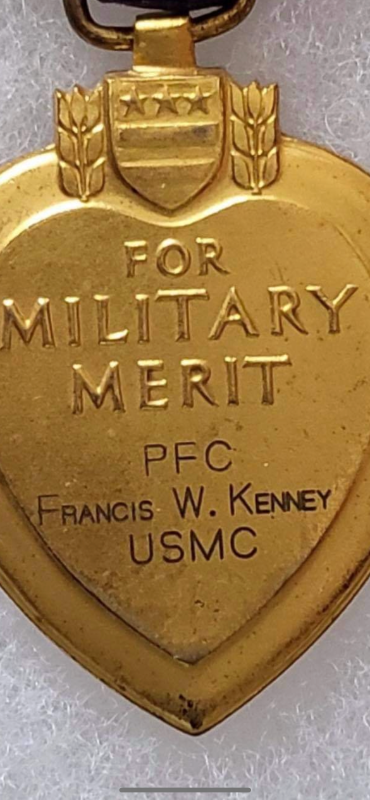 FOR
MILITARY
MERIT
PFC
FRANCIS W. KENNEY
USMC